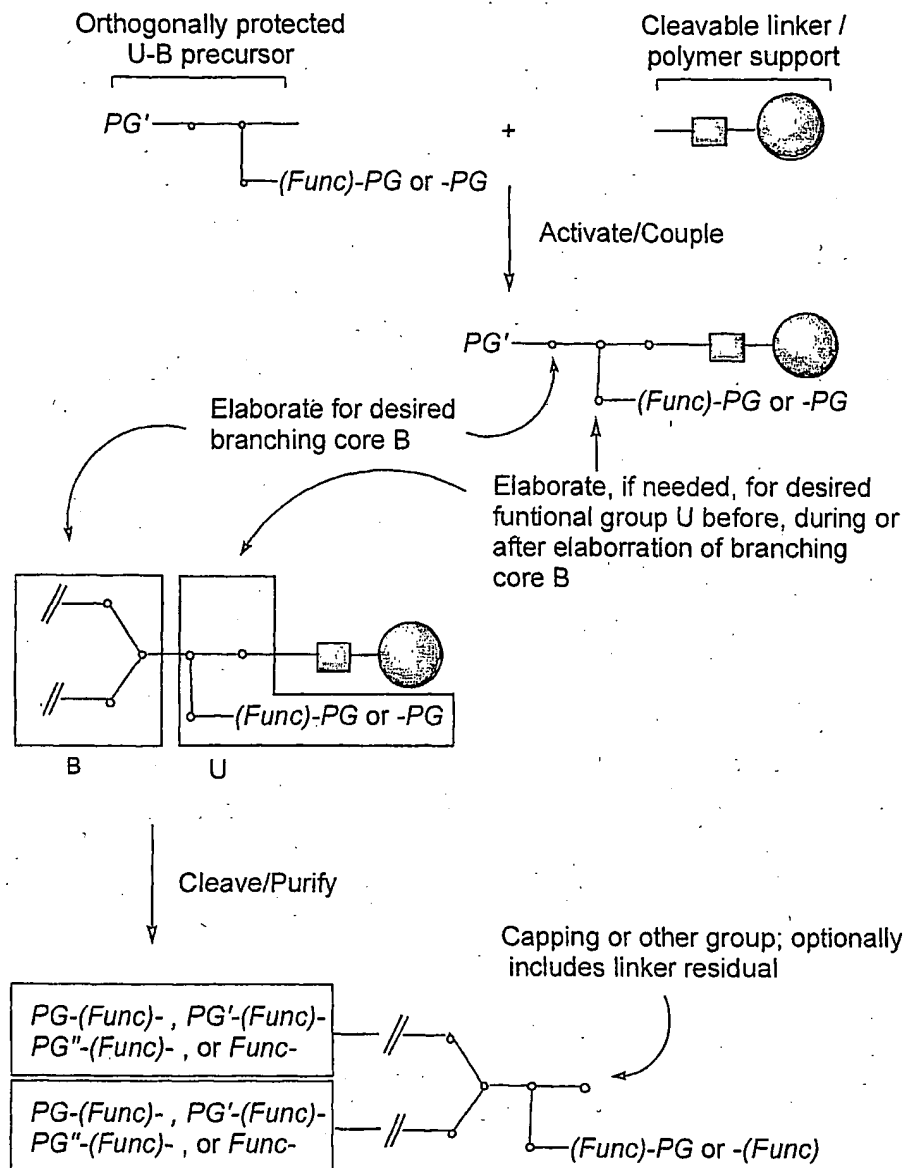 Orthogonally protected
U-B precursor
Cleavable linker /
polymer support
PG'
+
(Func)-PG or -PG
Activate/Couple
PG'
(Func)-PG or -PG
Elaborate for desired
branching core B
Elaborate, if needed, for desired
funtional group U before, during or
after elaborration of branching
core B
(Func)-PG or -PG
B
U
Cleave/Purify
Capping or other group; optionally
includes linker residual
PG-(Func)- , PG'-(Func)-
PG"-(Func)- , or Func-
PG-(Func)- , PG'-(Func)-
PG"-(Func)- , or Func-
(Func)-PG or -(Func)